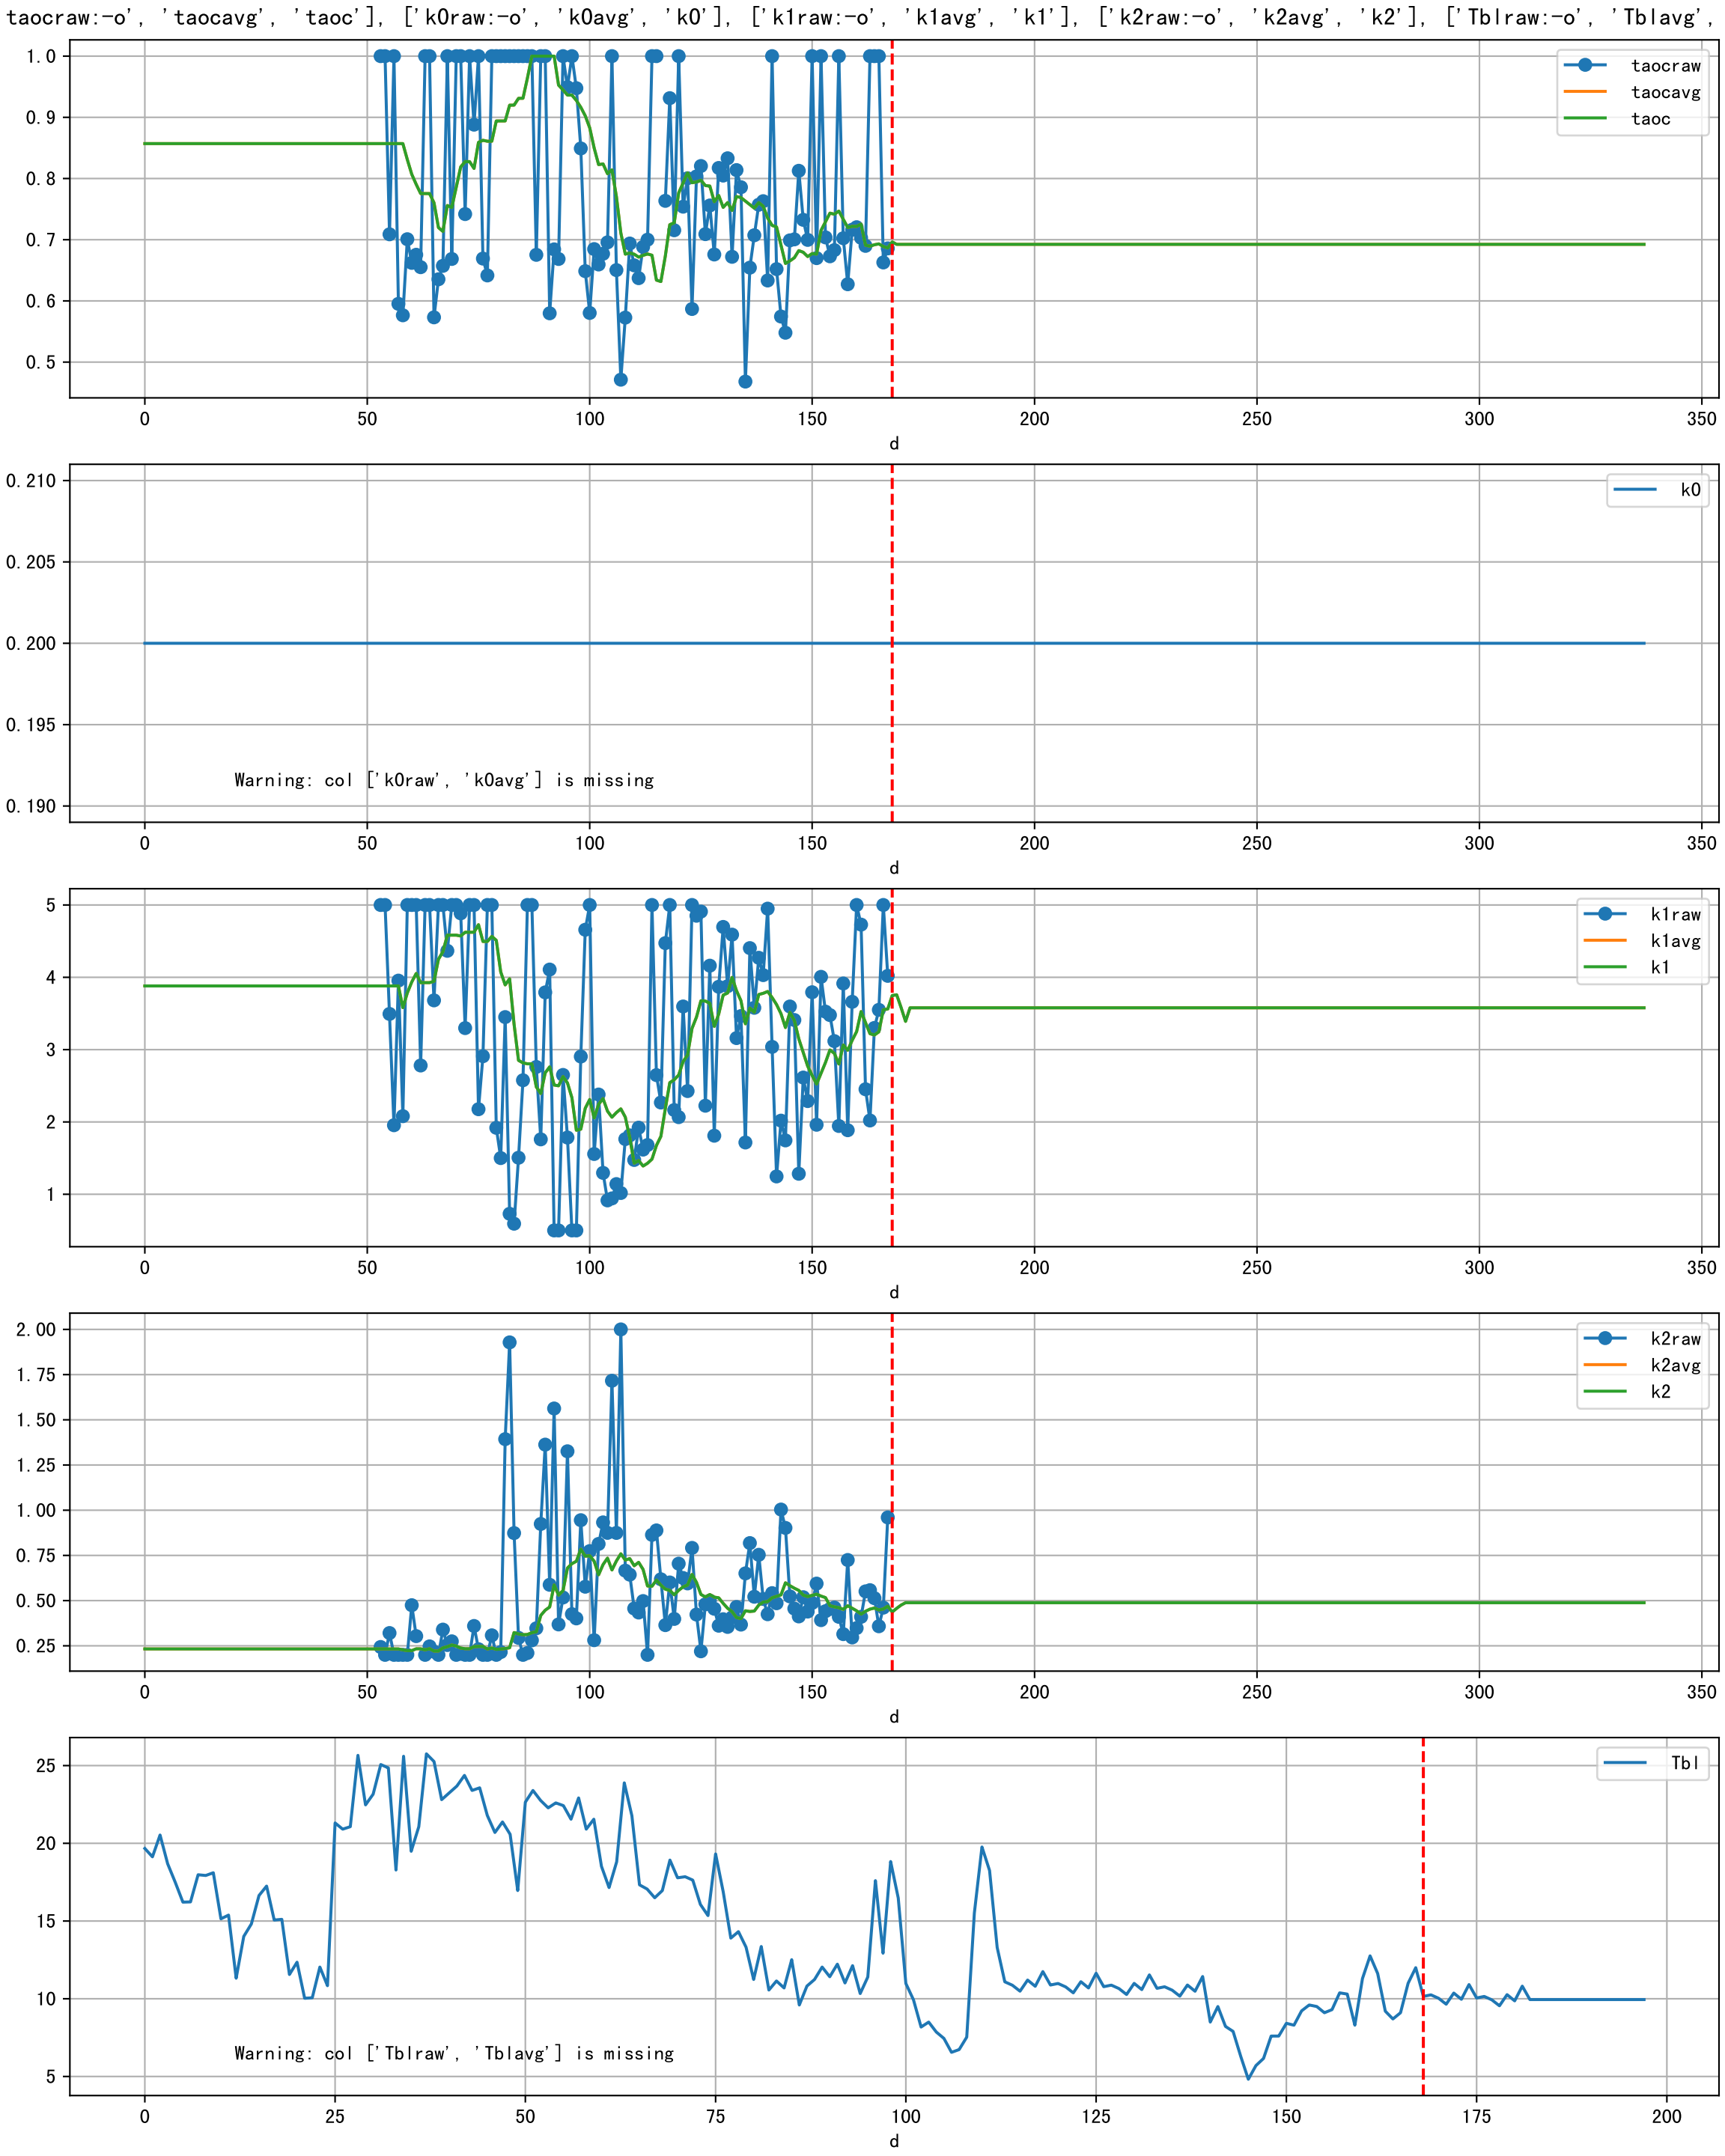 taocraw:-o', 'taocavg', 'taoc'], ['k0raw:-o', 'k0avg', 'k0'], ['k1raw:-o', 'k1avg', 'k1'], ['k2raw:-o', 'k2avg', 'k2'], ['Tblraw:-o', 'Tblavg',
1.0
0.9
0.8
0.7
0.6
0.5
taocraw
taocavg
taoc
0 50 100 150 200 250 300 350
d
0.210
0.205
0.200
0.195
0.190
k0
Warning: col ['k0raw', 'k0avg'] is missing
0 50 100 150 200 250 300 350
d
5
4
3
2
1
k1raw
k1avg
k1
0 50 100 150 200 250 300 350
d
2.00
1.75
1.50
1.25
1.00
0.75
0.50
0.25
k2raw
k2avg
k2
0 50 100 150 200 250 300 350
d
25
20
15
10
5
Tbl
Warning: col ['Tblraw', 'Tblavg'] is missing
0 25 50 75 100 125 150 175 200
d